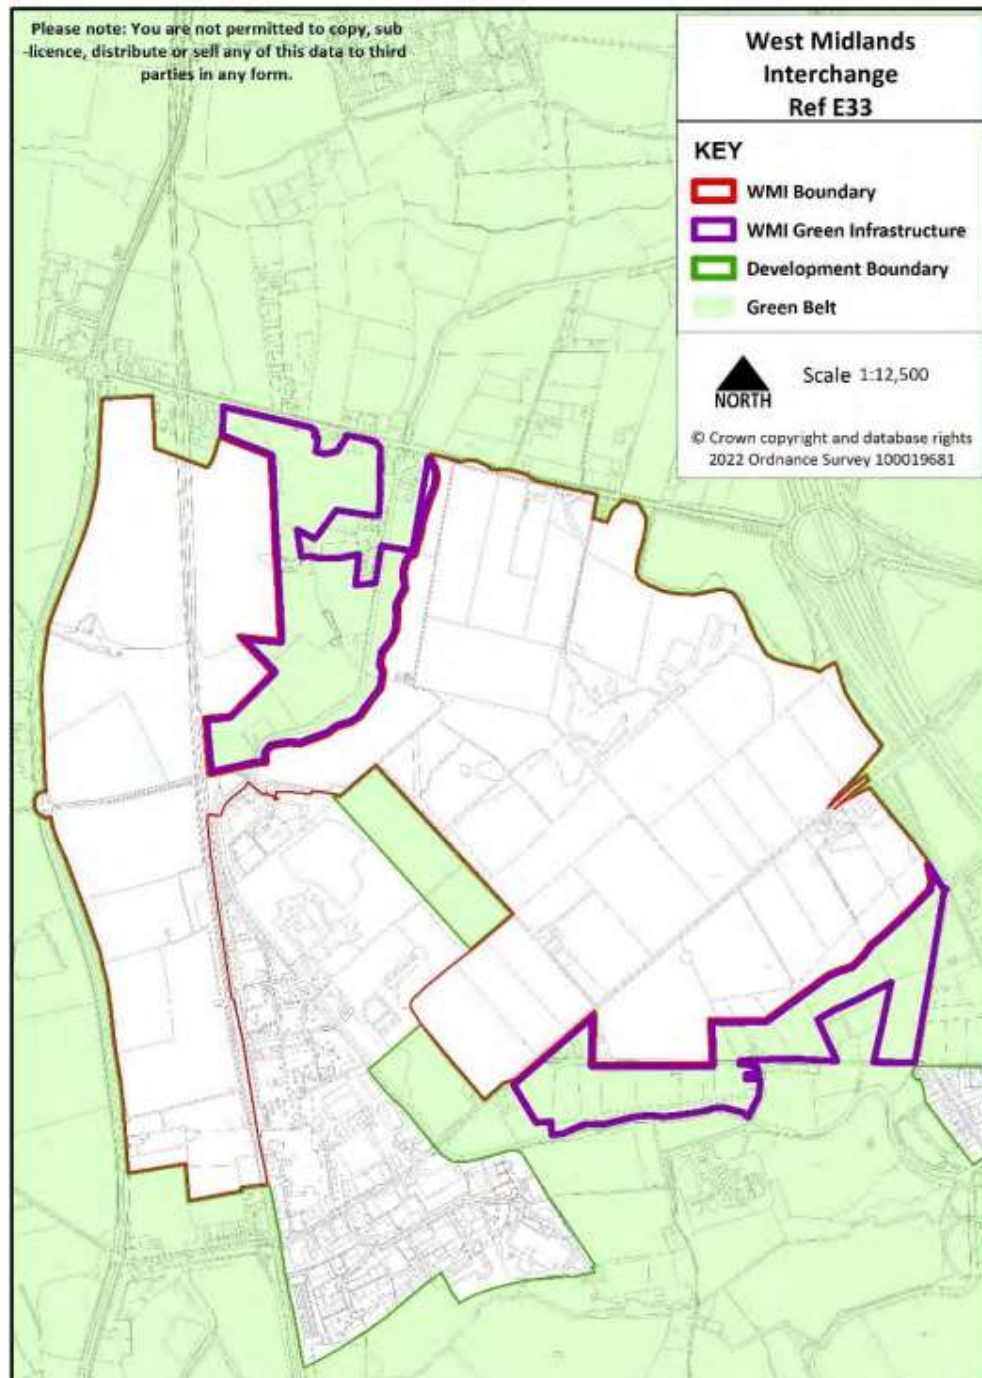 Please note: You are not permitted to copy, sub
-licence, distribute or sell any of this data to third
parties in any form.
West Midlands
Interchange
Ref E33
KEY
WMI Boundary
WMI Green Infrastructure
Development Boundary
Green Belt
NORTH
Scale 1:12,500
© Crown copyright and database rights
2022 Ordnance Survey 100019681